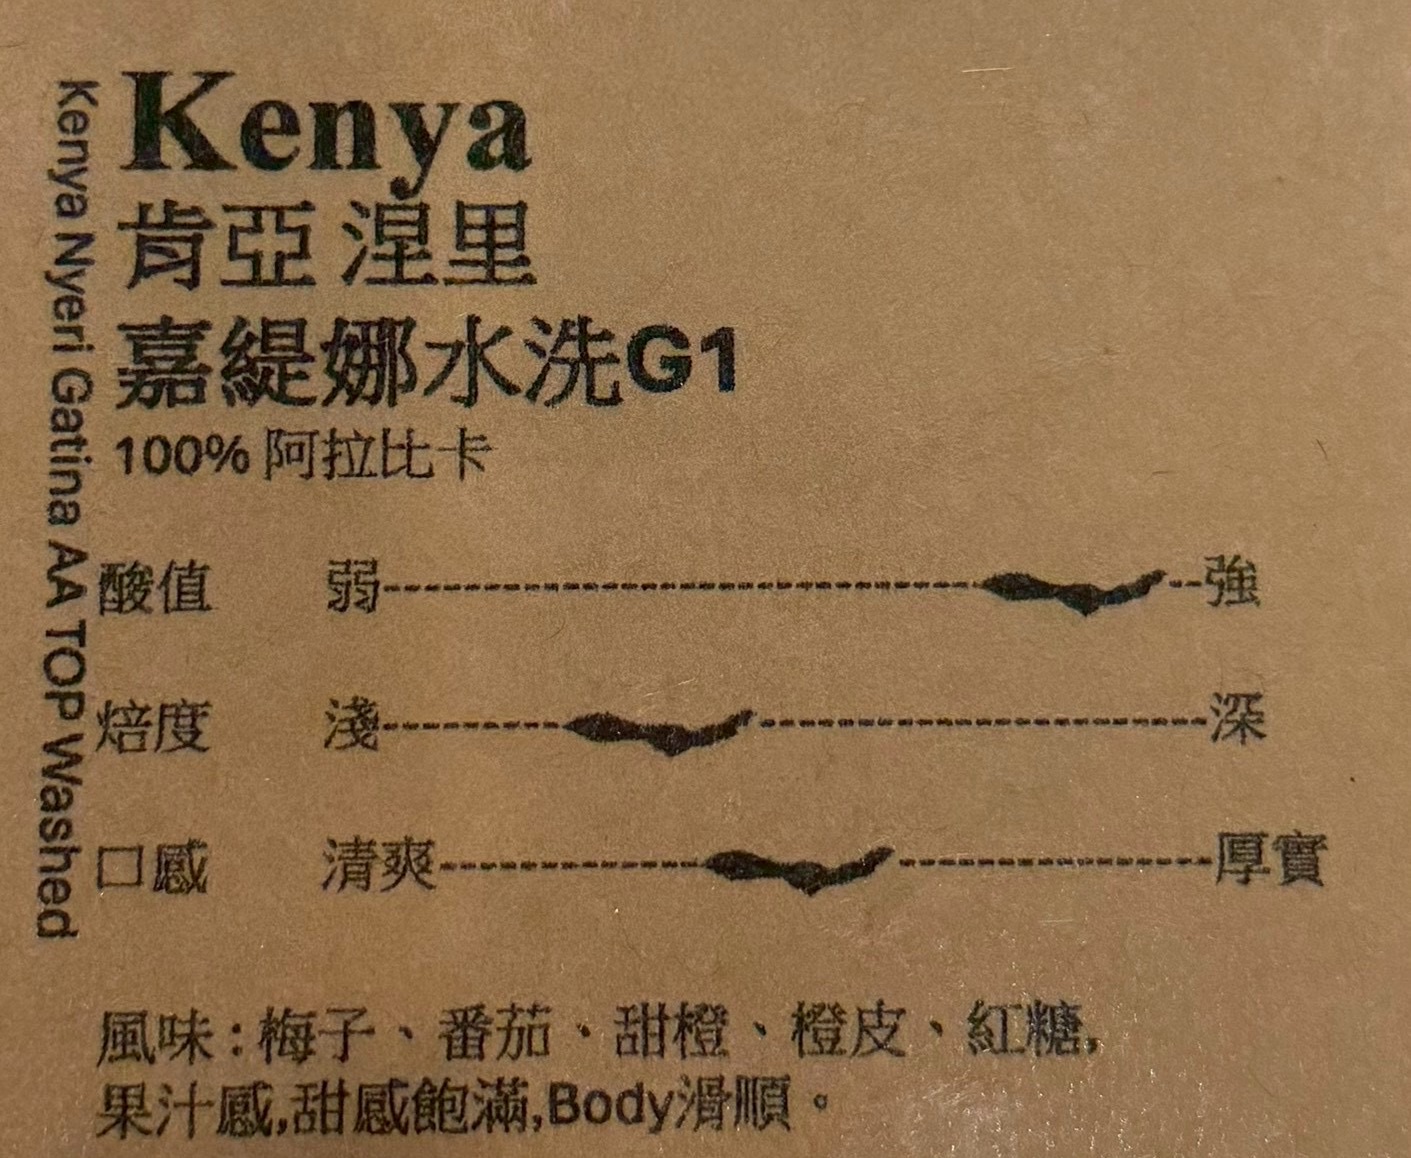 Kenya
肯亞 涅里
嘉緹娜水洗G1
100% 阿拉比卡
Kenya Nyeri Gatina AA TOP Washed
酸值 弱 強
焙度 淺 深
口感 清爽 厚實
風味:梅子、番茄、甜橙、橙皮、紅糖,
果汁感,甜感飽滿,Body滑順。